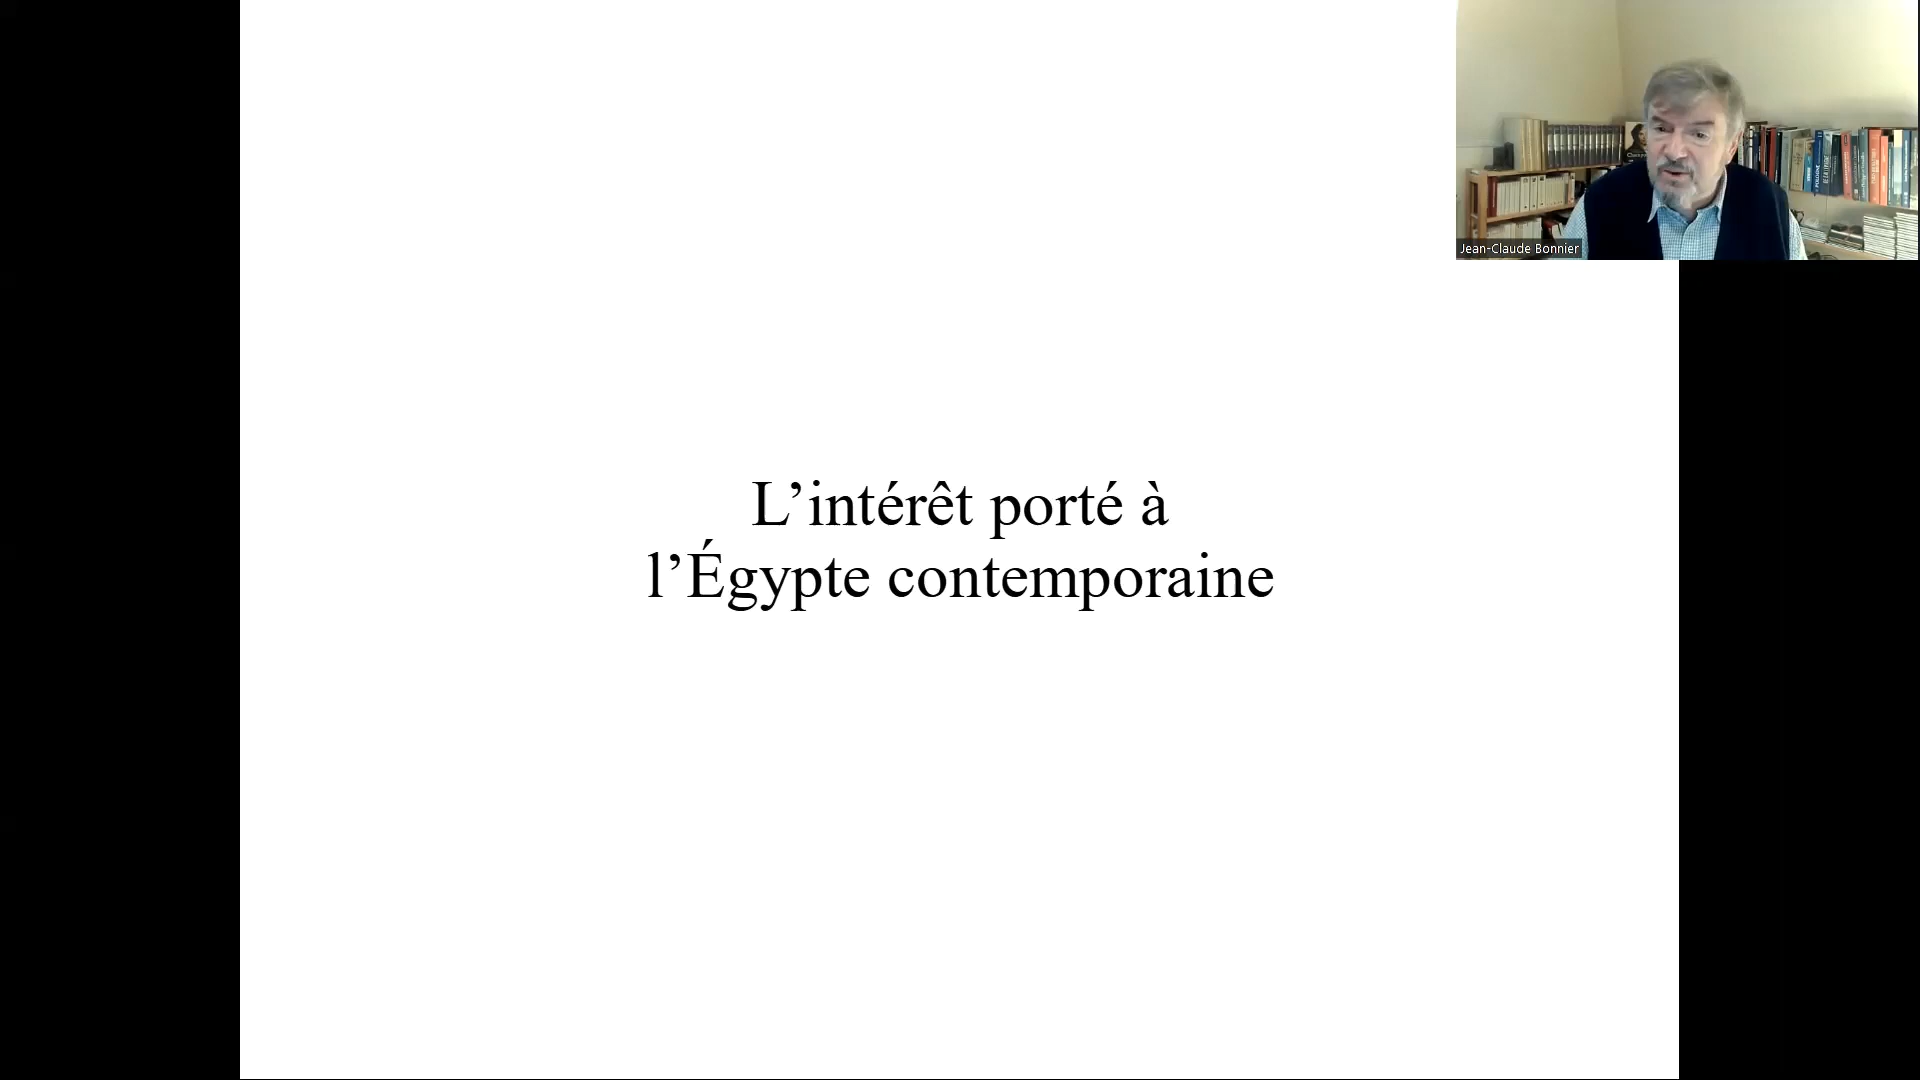 L’intérêt porté à
l’Égypte contemporaine
Jean-Claude Bonnier